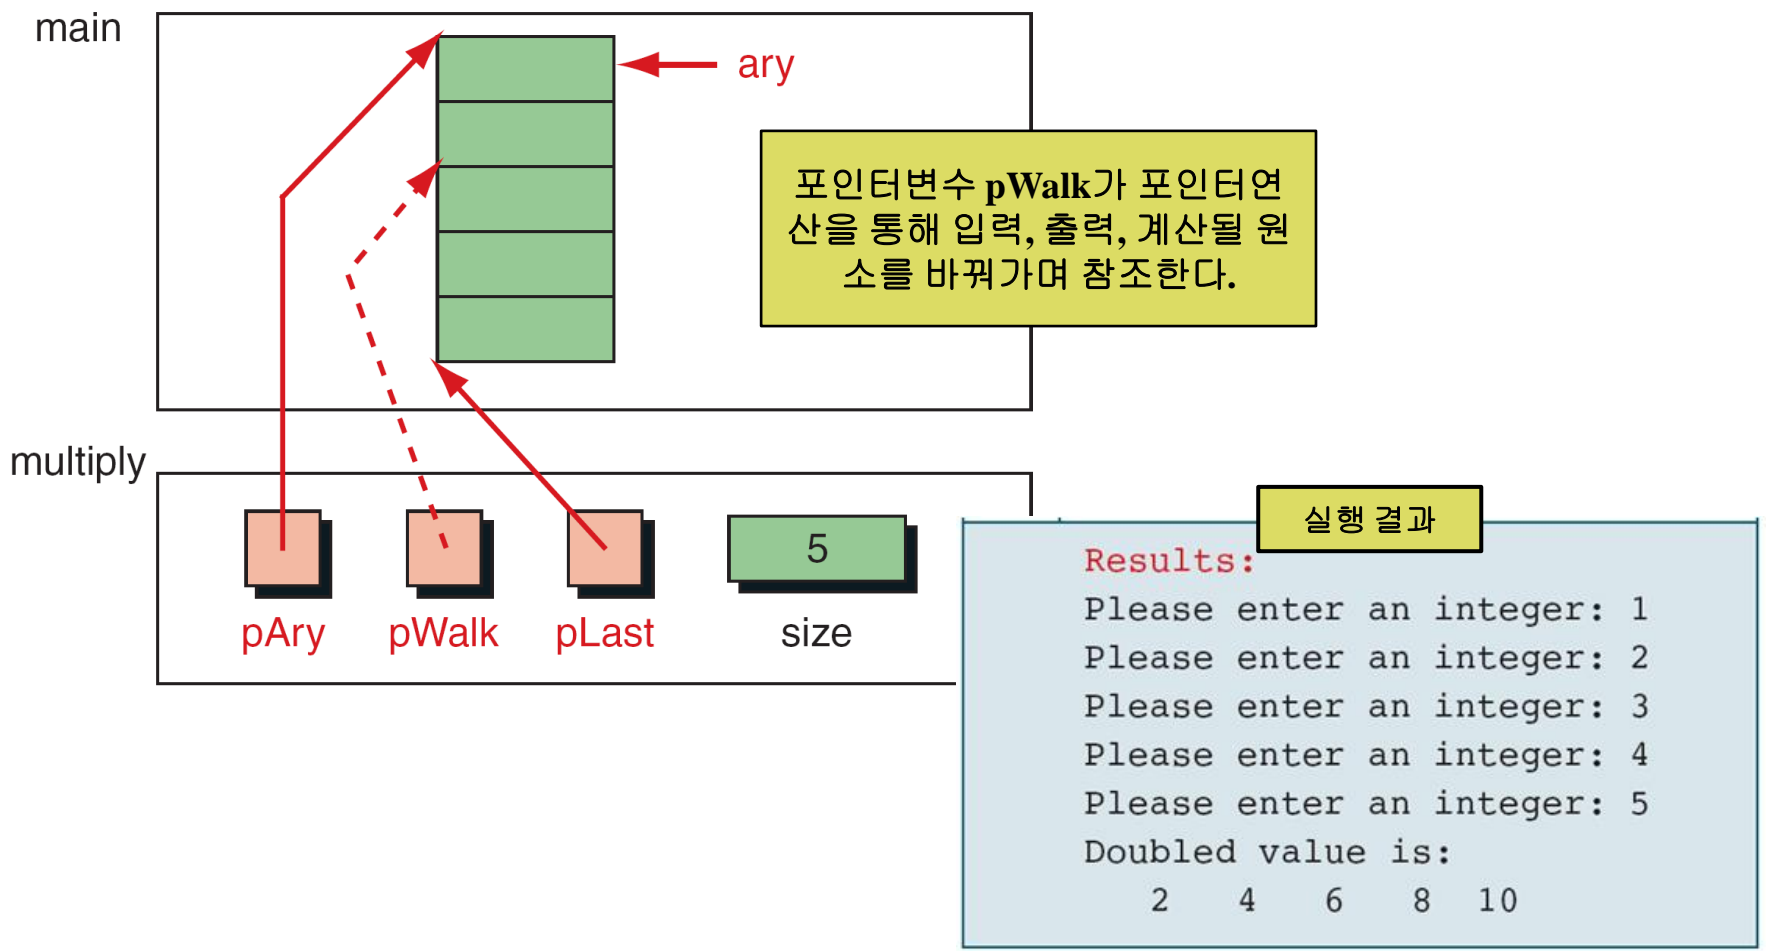 main
ary
포인터변수 pWalk가 포인터연
산을 통해 입력, 출력, 계산될 원
소를 바꿔가며 참조한다.
multiply
5
pAry
pWalk
pLast
size
실행 결과
Results:
Please enter an integer: 1
Please enter an integer: 2
Please enter an integer: 3
Please enter an integer: 4
Please enter an integer: 5
Doubled value is:
2 4 6 8 10